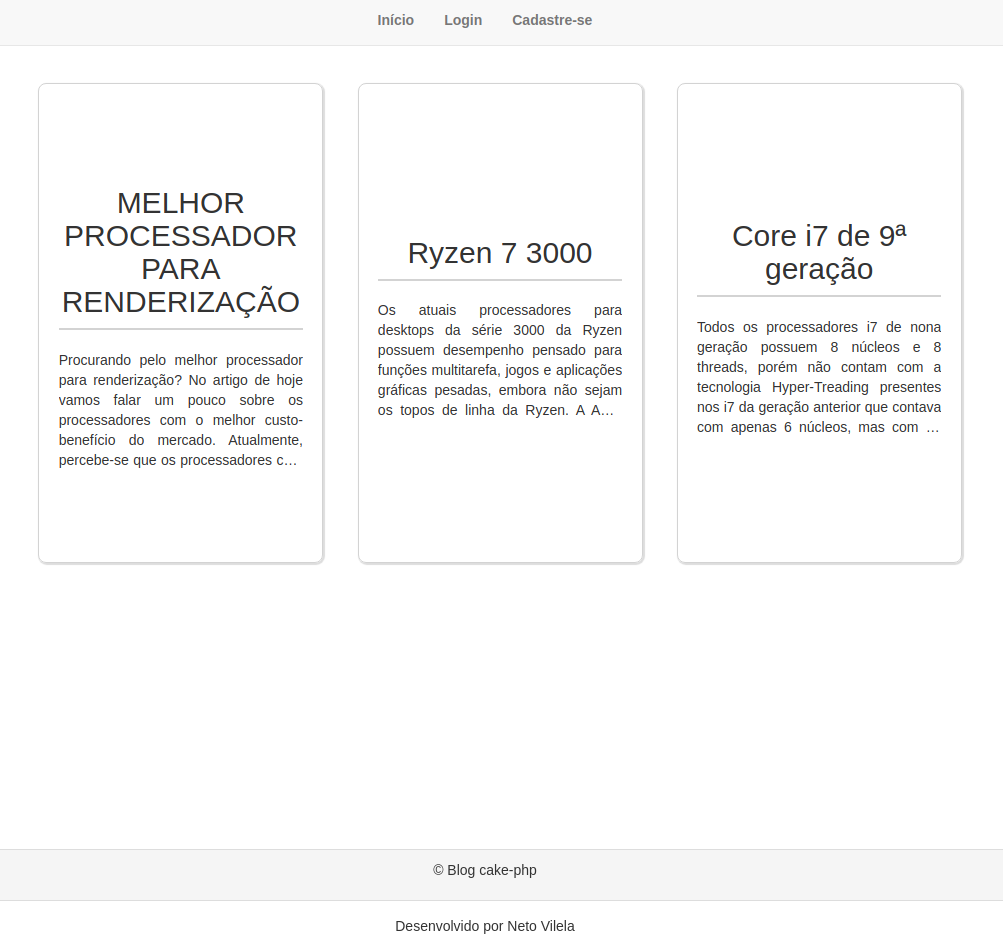 Início Login Cadastre-se
MELHOR
PROCESSADOR
PARA
RENDERIZAÇÃO
Procurando pelo melhor processador
para renderização? No artigo de hoje
vamos falar um pouco sobre os
processadores com o melhor custo-
benefício do mercado. Atualmente,
percebe-se que os processadores c…
Ryzen 7 3000
Os atuais processadores para
desktops da série 3000 da Ryzen
possuem desempenho pensado para
funções multitarefa, jogos e aplicações
gráficas pesadas, embora não sejam
os topos de linha da Ryzen. A A…
Core i7 de 9ª
geração
Todos os processadores i7 de nona
geração possuem 8 núcleos e 8
threads, porém não contam com a
tecnologia Hyper-Treading presentes
nos i7 da geração anterior que contava
com apenas 6 núcleos, mas com …
© Blog cake-php
Desenvolvido por Neto Vilela